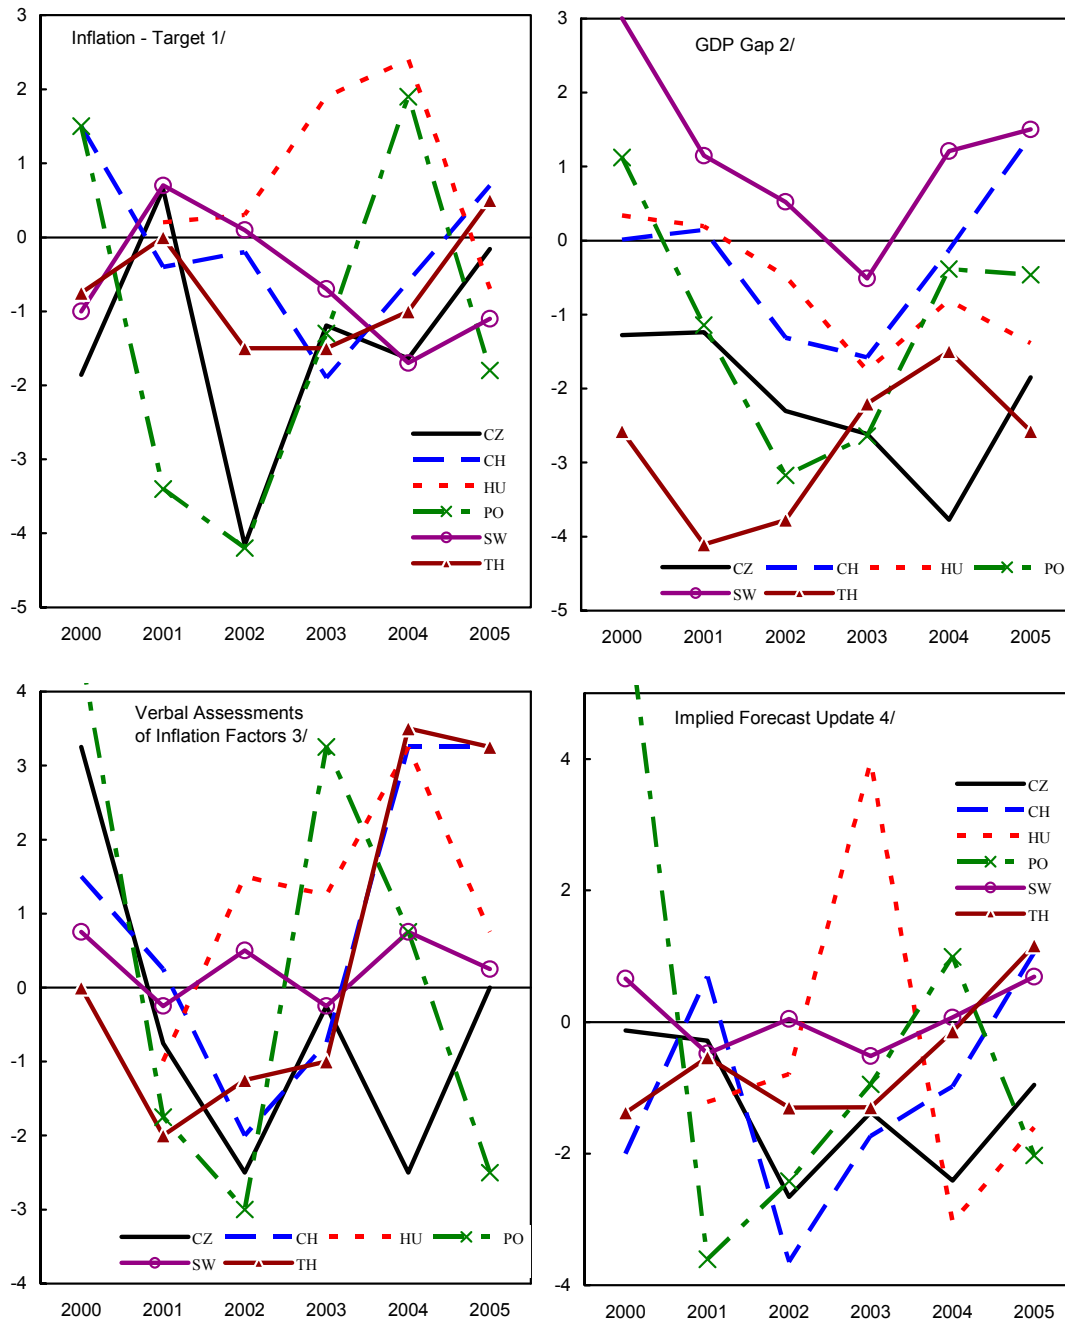 Inflation - Target 1/
3
2
1
0
-1
-2
-3
-4
-5
CZ
CH
HU
PO
SW
TH
2000 2001 2002 2003 2004 2005
GDP Gap 2/
3
2
1
0
-1
-2
-3
-4
-5
CZ CH HU PO
SW TH
2000 2001 2002 2003 2004 2005
Verbal Assessments
of Inflation Factors 3/
4
3
2
1
0
-1
-2
-3
-4
CZ CH HU PO
SW TH
2000 2001 2002 2003 2004 2005
Implied Forecast Update 4/
4
2
0
-2
-4
CZ
CH
HU
PO
SW
TH
2000 2001 2002 2003 2004 2005